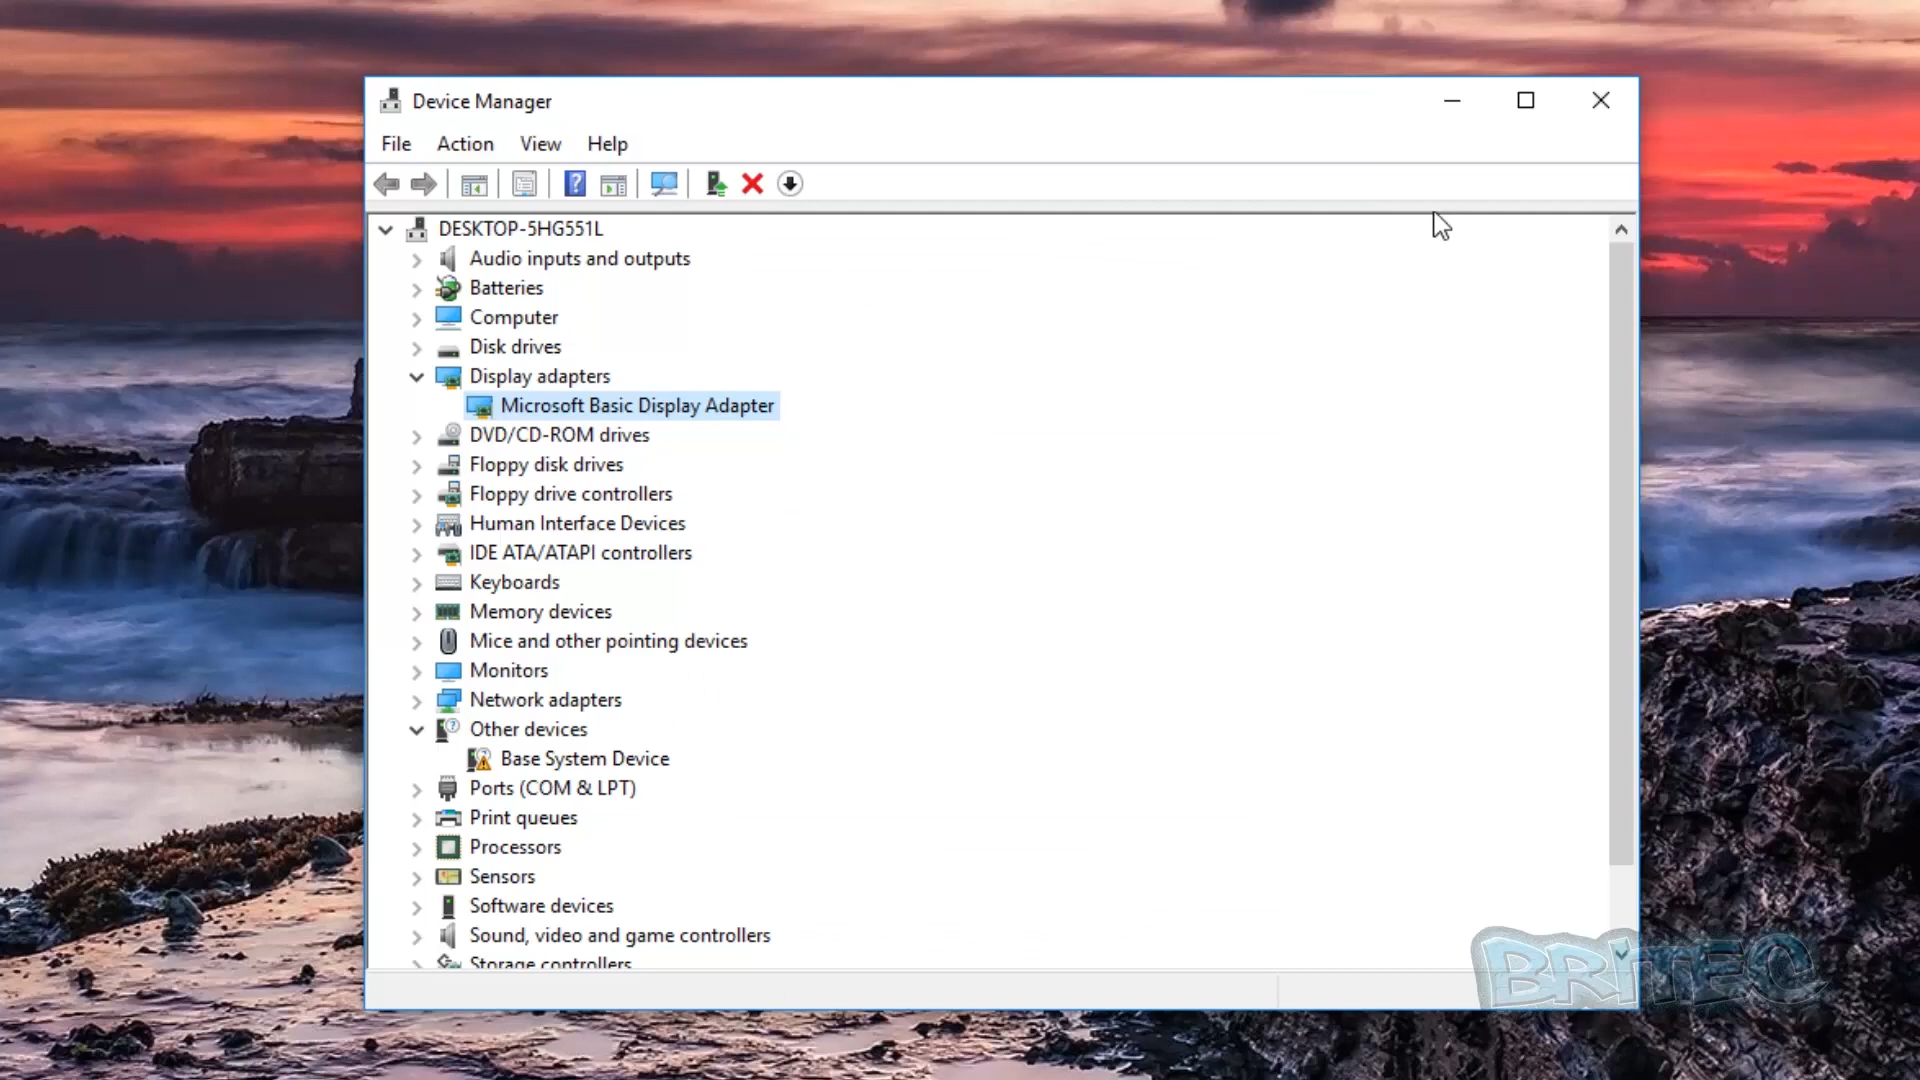 Device Manager
File Action View Help
DESKTOP-5HG551L
Audio inputs and outputs
Batteries
Computer
Disk drives
Display adapters
Microsoft Basic Display Adapter
DVD/CD-ROM drives
Floppy disk drives
Floppy drive controllers
Human Interface Devices
IDE ATA/ATAPI controllers
Keyboards
Memory devices
Mice and other pointing devices
Monitors
Network adapters
Other devices
Base System Device
Ports (COM & LPT)
Print queues
Processors
Sensors
Software devices
Sound, video and game controllers
Storage controllers
BRITEC